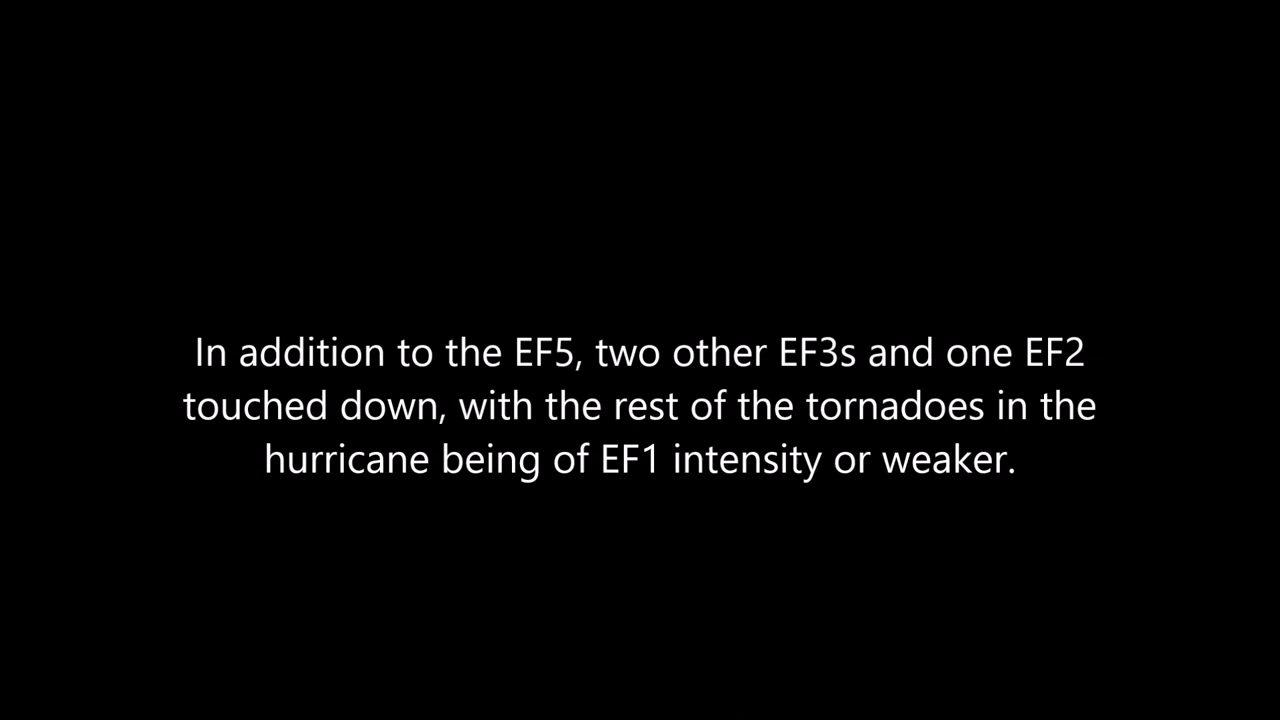 In addition to the EF5, two other EF3s and one EF2
touched down, with the rest of the tornadoes in the
hurricane being of EF1 intensity or weaker.